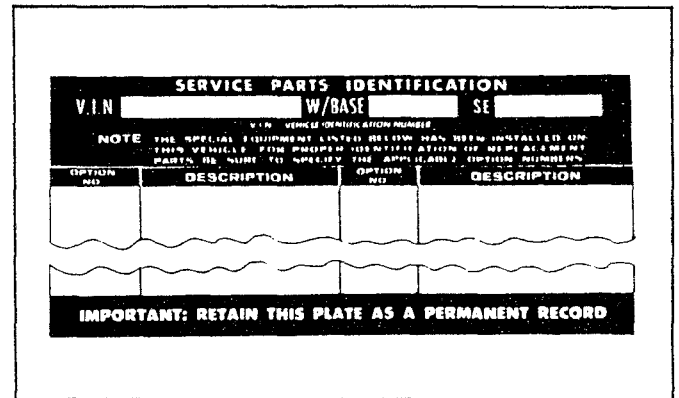 SERVICE PARTS IDENTIFICATION
V.I.N W/BASE SE
V.I.N. VEHICLE IDENTIFICATION NUMBER
NOTE THE SPECIAL EQUIPMENT LISTED BELOW HAS BEEN INSTALLED ON
THIS VEHICLE FOR PROPER IDENTIFICATION OF REPLACEMENT
PARTS BE SURE TO SPECIFY THE APPLICABLE OPTION NUMBERS
OPTION NO DESCRIPTION OPTION NO DESCRIPTION
IMPORTANT: RETAIN THIS PLATE AS A PERMANENT RECORD